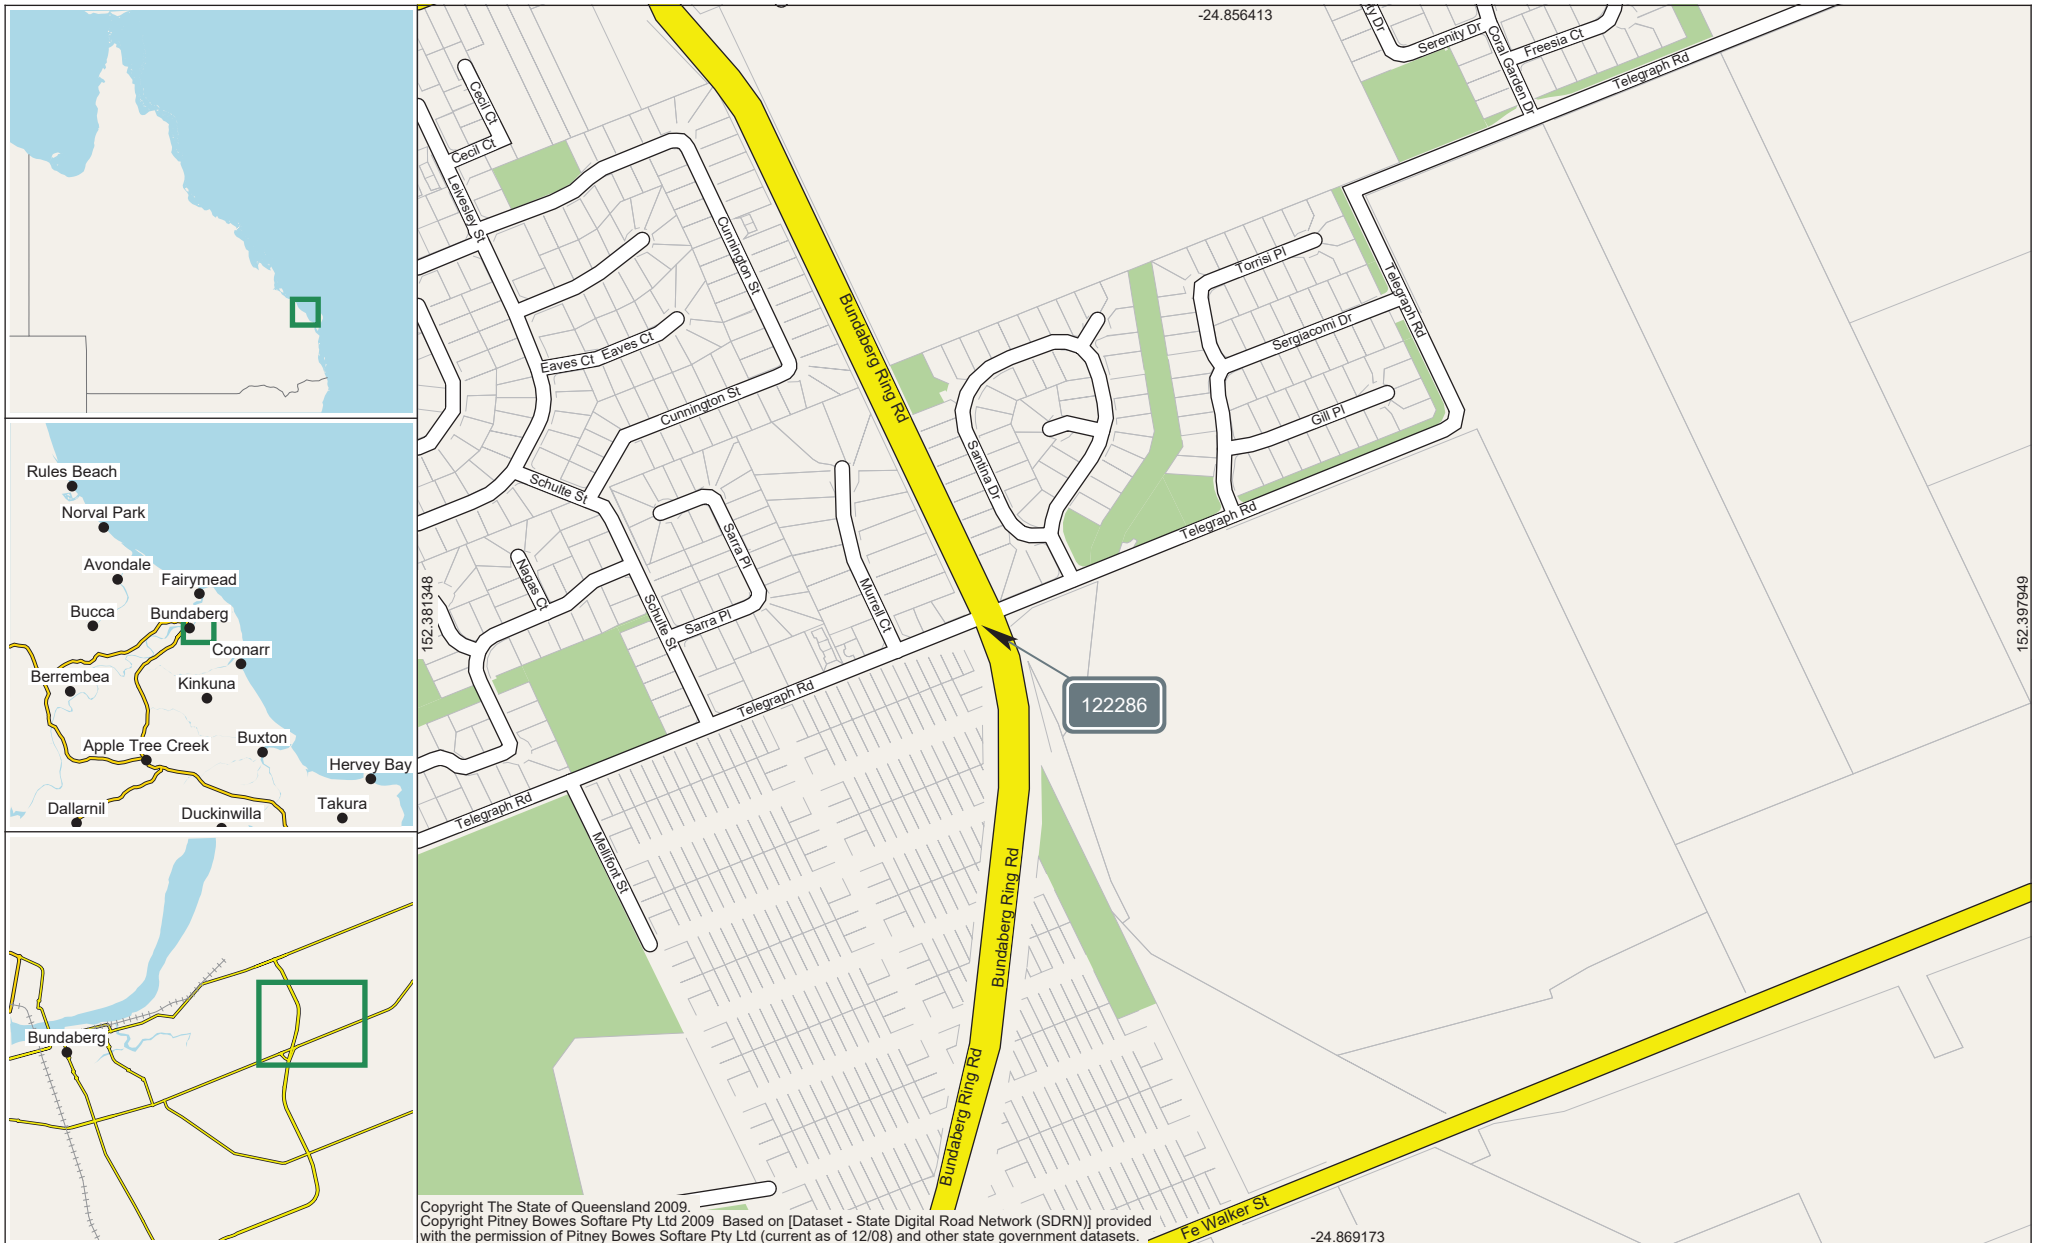 Rules Beach
Norval Park
Avondale
Fairymead
Bucca
Bundaberg
Coonarr
Berrembea
Kinkuna
Apple Tree Creek
Buxton
Hervey Bay
Dallarnil
Duckinwilla
Takura
Bundaberg
-24.856413
Serenity Dr
Coral Garden Dr
Freesia Ct
Telegraph Rd
Cecil Ct
Cecil Ct
Leivesley St
Cunnington St
Torrisi Pl
Telegraph Rd
Bundaberg Ring Rd
Sergiacomi Dr
Eaves Ct
Eaves Ct
Cunnington St
Gill Pl
Santina Dr
Schulte St
Telegraph Rd
Sarra Pl
Nagas Ct
Murrell Ct
152.381348
152.397949
Schulte St
Sarra Pl
122286
Telegraph Rd
Telegraph Rd
Mellifont St
Bundaberg Ring Rd
Bundaberg Ring Rd
Fe Walker St
-24.869173
Copyright The State of Queensland 2009.
Copyright Pitney Bowes Softare Pty Ltd 2009 Based on [Dataset - State Digital Road Network (SDRN)] provided
with the permission of Pitney Bowes Softare Pty Ltd (current as of 12/08) and other state government datasets.